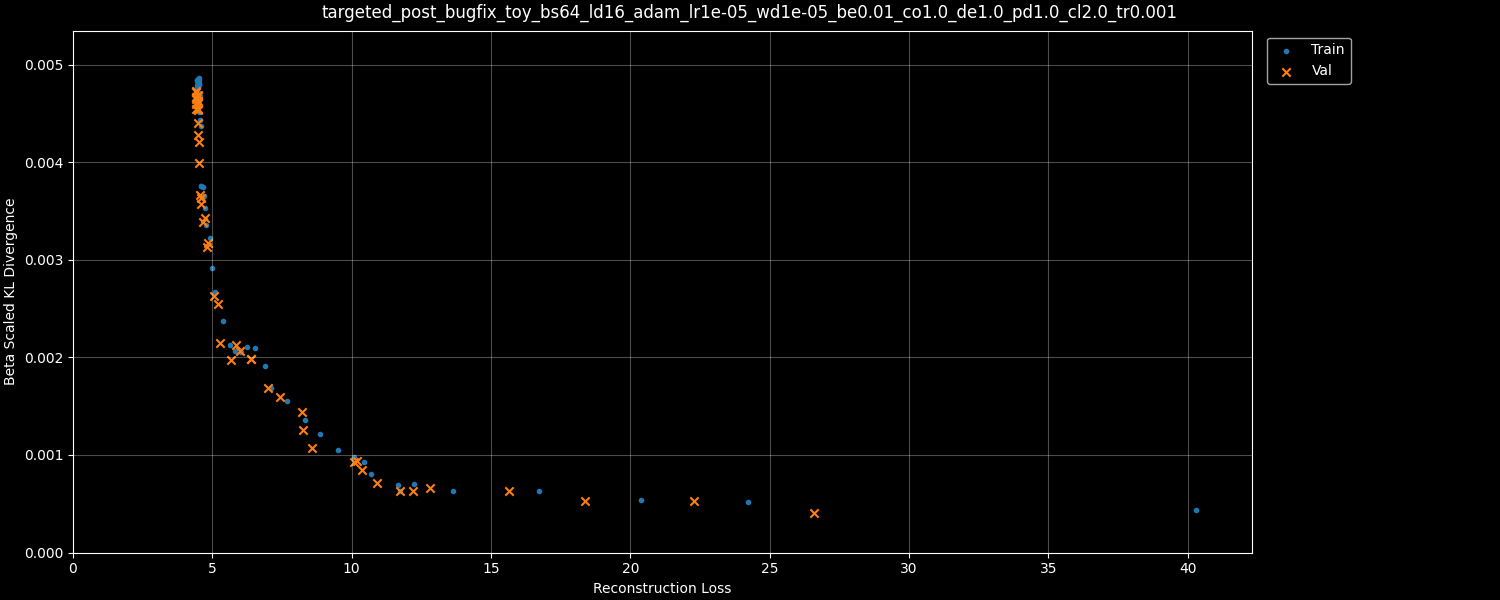 targeted_post_bugfix_toy_bs64_ld16_adam_lr1e-05_wd1e-05_be0.01_co1.0_de1.0_pd1.0_cl2.0_tr0.001
Train
Val
Beta Scaled KL Divergence
0.005
0.004
0.003
0.002
0.001
0.000
0 5 10 15 20 25 30 35 40
Reconstruction Loss